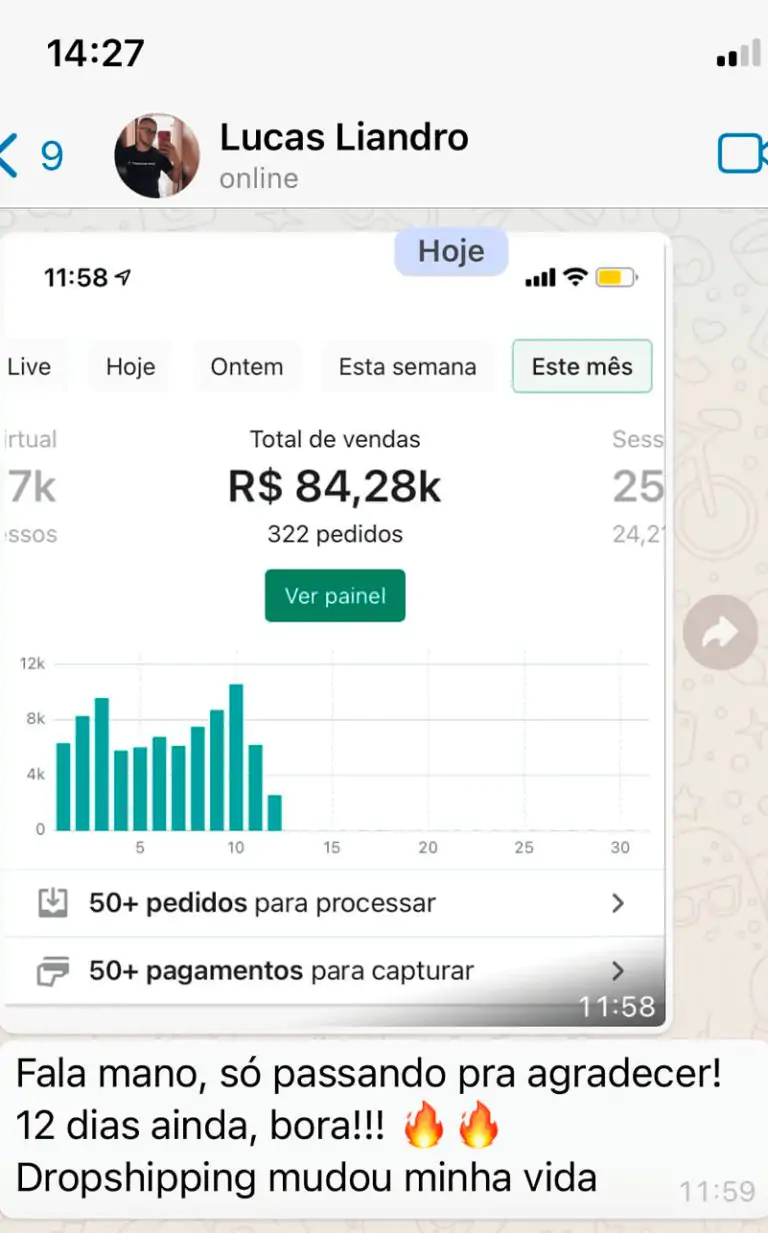 14:27
9
Lucas Liandro
online
Hoje
11:58
Live Hoje Ontem Esta semana Este mês
irtual Total de vendas Sess
7k R$ 84,28k 25
ssos 322 pedidos 24,2
Ver painel
12k
8k
4k
0
5 10 15 20 25 30
50+ pedidos para processar
50+ pagamentos para capturar
11:58
Fala mano, só passando pra agradecer!
12 dias ainda, bora!!! 🔥 🔥
Dropshipping mudou minha vida
11:59